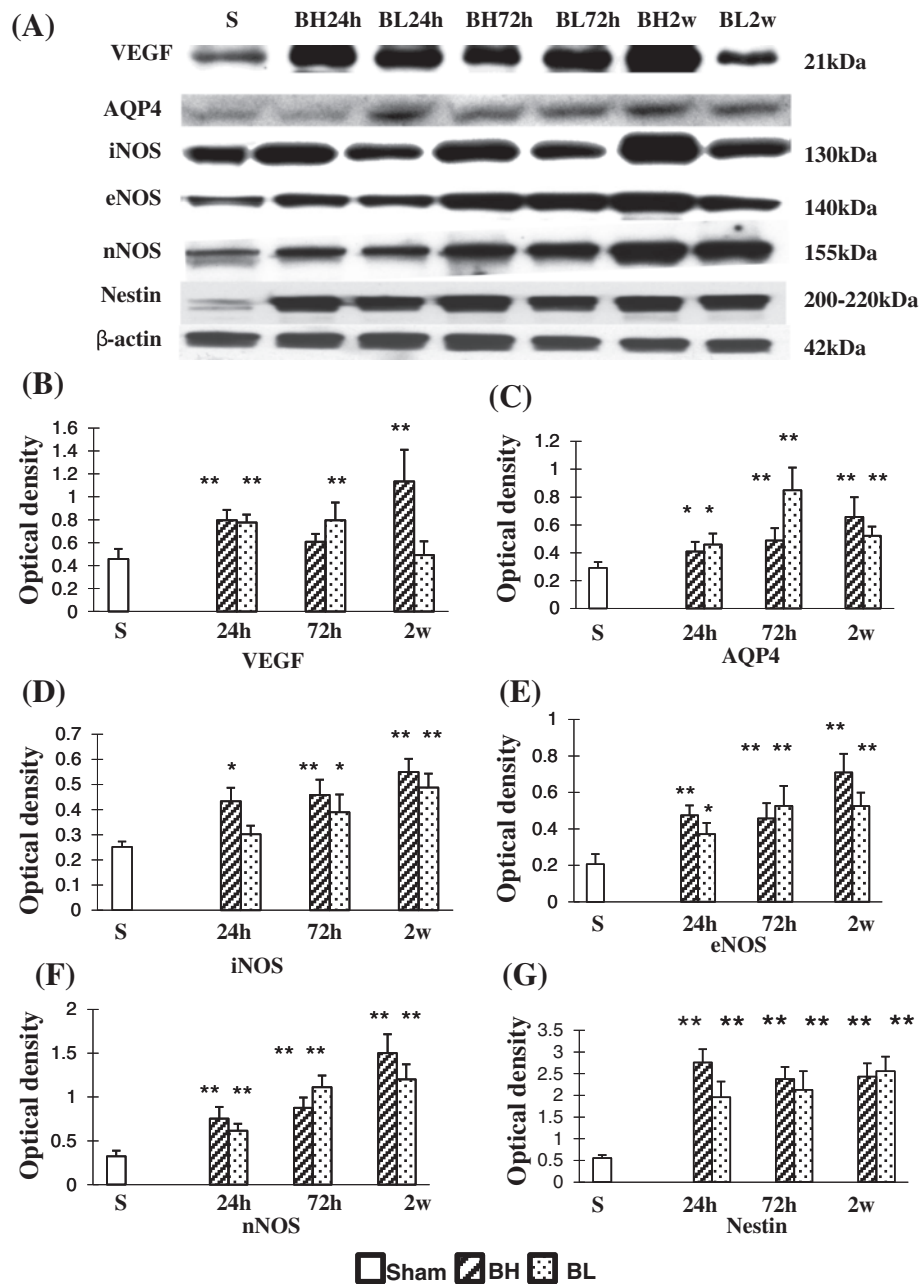 (A)
S BH24h BL24h BH72h BL72h BH2w BL2w
VEGF 21kDa
AQP4
iNOS 130kDa
eNOS 140kDa
nNOS 155kDa
Nestin 200-220kDa
β-actin 42kDa
(B)
Optical density
1.6
1.4
1.2
1
0.8
0.6
0.4
0.2
0
** ** ** **
S 24h 72h 2w
VEGF
(C)
Optical density
1.2
1
0.8
0.6
0.4
0.2
0
* * ** ** ** **
S 24h 72h 2w
AQP4
(D)
Optical density
0.7
0.6
0.5
0.4
0.3
0.2
0.1
0
* ** * ** **
S 24h 72h 2w
iNOS
(E)
Optical density
1
0.8
0.6
0.4
0.2
0
** * ** ** ** **
S 24h 72h 2w
eNOS
(F)
Optical density
2
1.5
1
0.5
0
** ** ** ** ** **
S 24h 72h 2w
nNOS
(G)
Optical density
3.5
3
2.5
2
1.5
1
0.5
0
** ** ** ** ** **
S 24h 72h 2w
Nestin
Sham BH BL